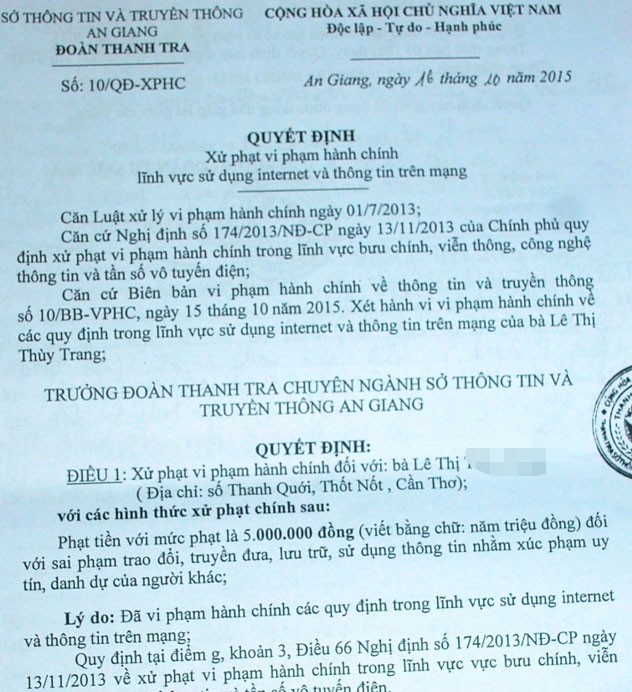 SỞ THÔNG TIN VÀ TRUYỀN THÔNG
AN GIANG
ĐOÀN THANH TRA
CỘNG HÒA XÃ HỘI CHỦ NGHĨA VIỆT NAM
Độc lập - Tự do - Hạnh phúc
Số: 10/QĐ-XPHC
An Giang, ngày 16 tháng 10 năm 2015
QUYẾT ĐỊNH
Xử phạt vi phạm hành chính
lĩnh vực sử dụng internet và thông tin trên mạng
Căn Luật xử lý vi phạm hành chính ngày 01/7/2013;
Căn cứ Nghị định số 174/2013/NĐ-CP ngày 13/11/2013 của Chính phủ quy
định xử phạt vi phạm hành chính trong lĩnh vực bưu chính, viễn thông, công nghệ
thông tin và tần số vô tuyến điện;
Căn cứ Biên bản vi phạm hành chính về thông tin và truyền thông
số 10/BB-VPHC, ngày 15 tháng 10 năm 2015. Xét hành vi vi phạm hành chính về
các quy định trong lĩnh vực sử dụng internet và thông tin trên mạng của bà Lê Thị
Thùy Trang;
TRƯỞNG ĐOÀN THANH TRA CHUYÊN NGÀNH SỞ THÔNG TIN VÀ
TRUYỀN THÔNG AN GIANG
QUYẾT ĐỊNH:
ĐIỀU 1: Xử phạt vi phạm hành chính đối với: bà Lê Thị
( Địa chỉ: số Thanh Quới, Thốt Nốt , Cần Thơ);
với các hình thức xử phạt chính sau:
Phạt tiền với mức phạt là 5.000.000 đồng (viết bằng chữ: năm triệu đồng) đối
với sai phạm trao đổi, truyền đưa, lưu trữ, sử dụng thông tin nhằm xúc phạm uy
tín, danh dự của người khác;
Lý do: Đã vi phạm hành chính các quy định trong lĩnh vực sử dụng internet
và thông tin trên mạng;
Quy định tại điểm g, khoản 3, Điều 66 Nghị định số 174/2013/NĐ-CP ngày
13/11/2013 về xử phạt vi phạm hành chính trong lĩnh vực vực bưu chính, viễn
số vô tuyến điện.